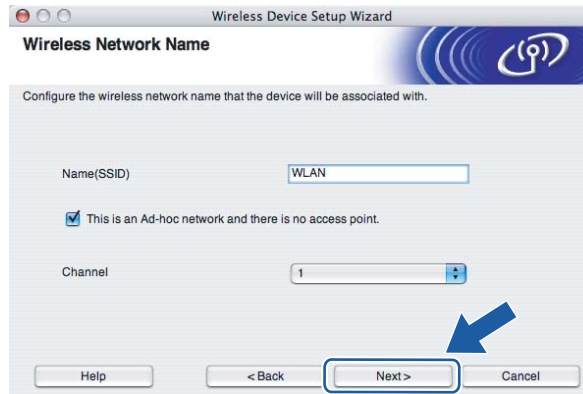 Wireless Device Setup Wizard
Wireless Network Name
Configure the wireless network name that the device will be associated with.
Name(SSID) WLAN
This is an Ad-hoc network and there is no access point.
Channel 1
Help < Back Next > Cancel